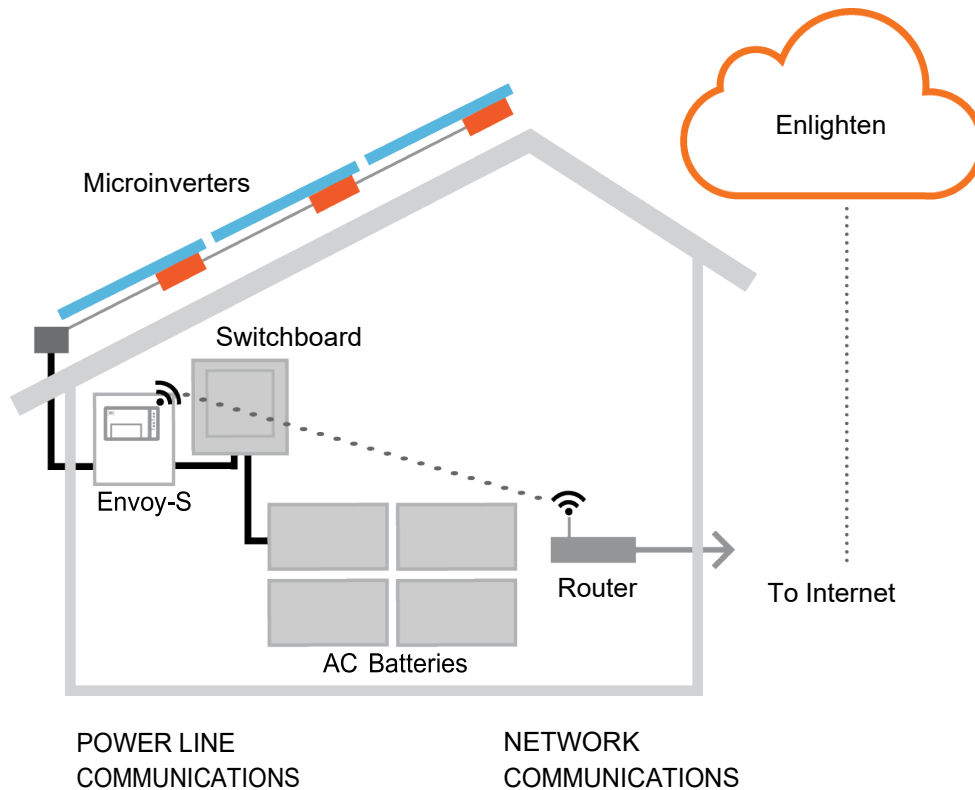 Enlighten
Microinverters
Switchboard
Envoy-S
Router
To Internet
AC Batteries
POWER LINE
COMMUNICATIONS
NETWORK
COMMUNICATIONS